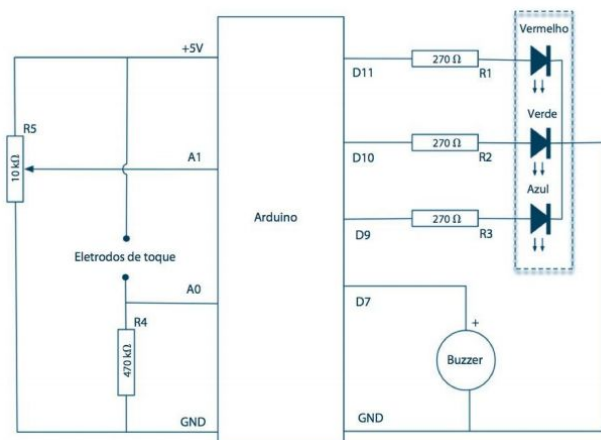 +5V
R5
10 kΩ
A1
Eletrodos de toque
A0
R4
470 kΩ
GND
Arduino
D11
270 Ω
R1
Vermelho
D10
270 Ω
R2
Verde
D9
270 Ω
R3
Azul
D7
+
Buzzer
GND